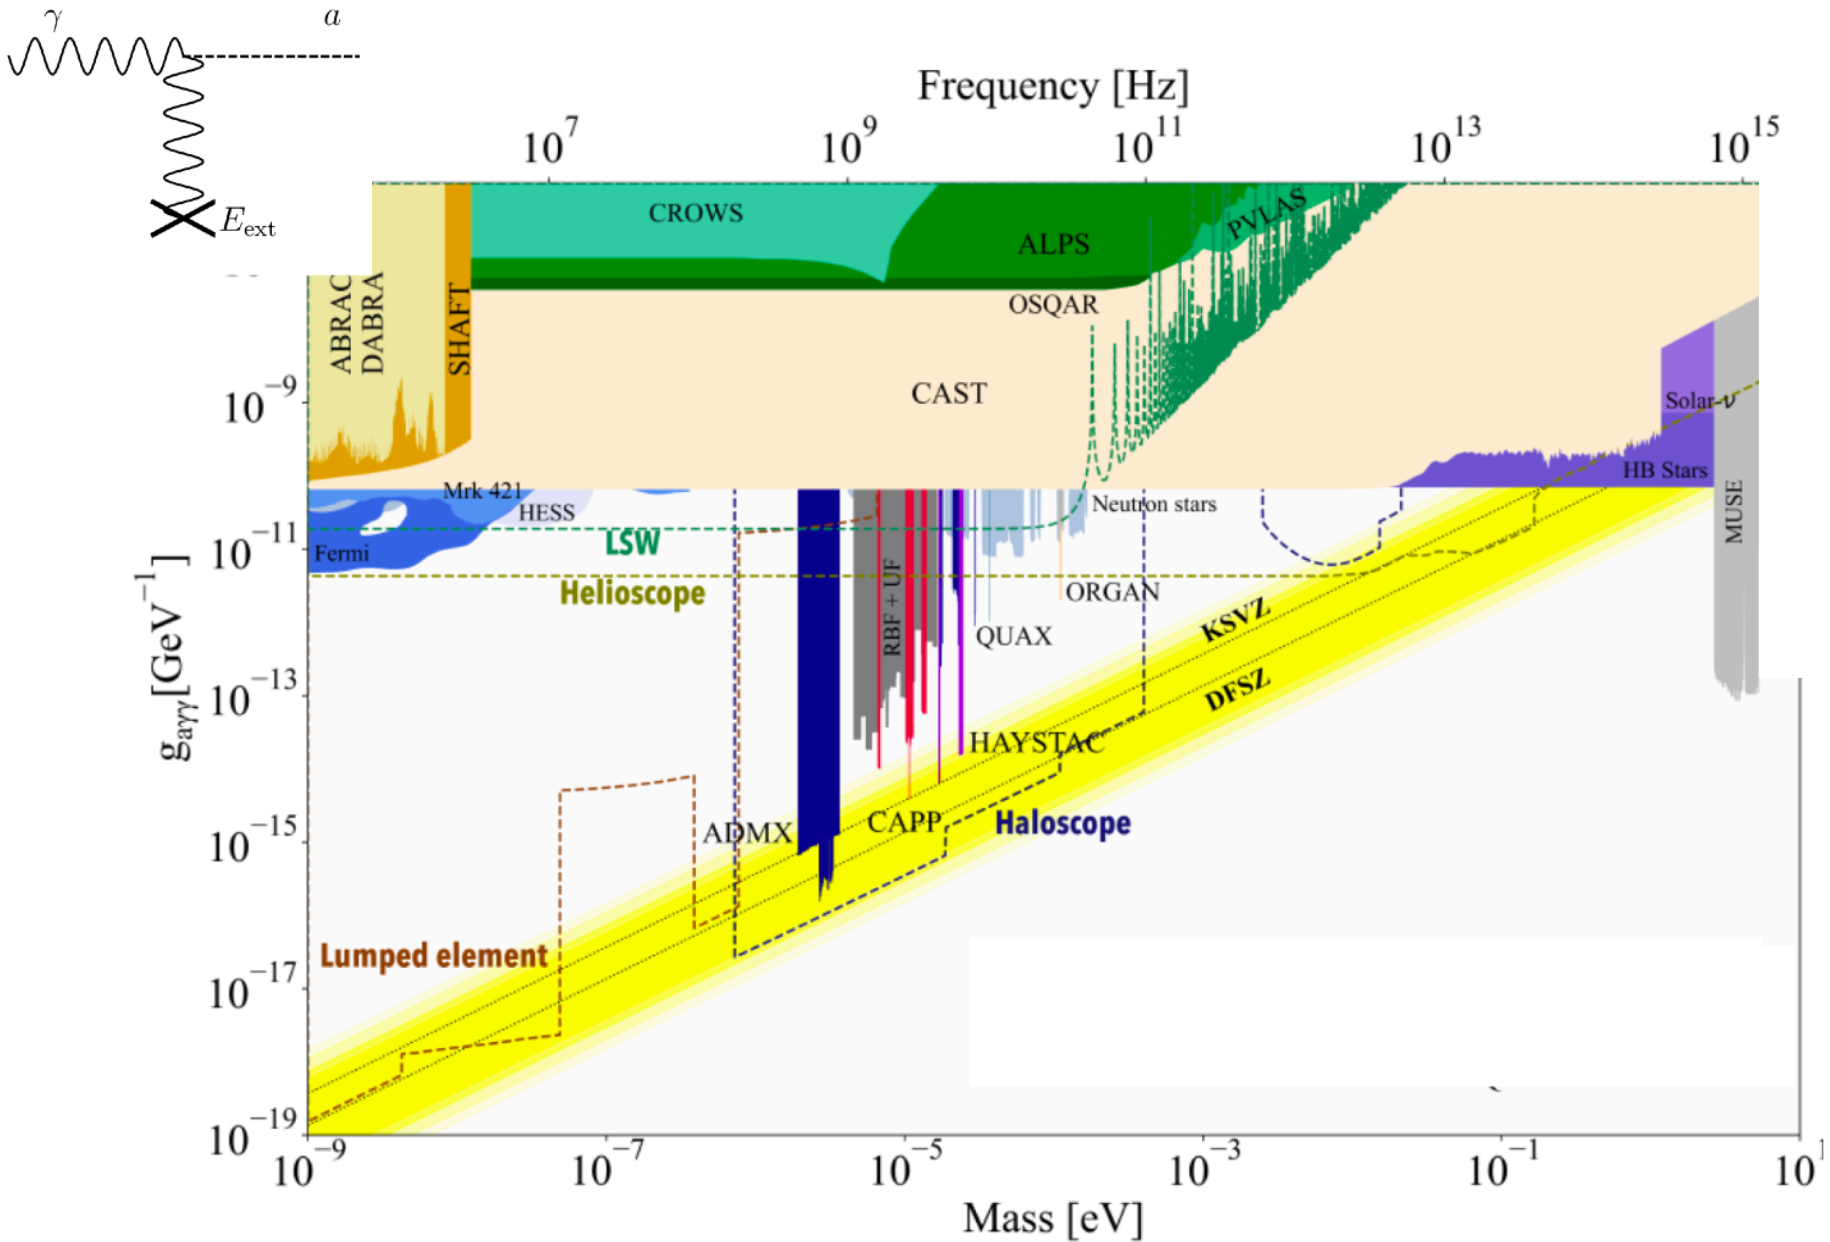 γ a
E_ext
Frequency [Hz]
10^7 10^9 10^11 10^13 10^15
CROWS
PVLAS
ALPS
ABRAC
DABRA
SHAFT
OSQAR
CAST
10^−9
Solar-ν
HB Stars
Mrk 421
HESS
Neutron stars
MUSE
LSW
10^−11
Fermi
Helioscope
RBF + UF
ORGAN
KSVZ
QUAX
g_aγγ[GeV^−1]
10^−13
DFSZ
HAYSTAC
ADMX
CAPP
Haloscope
10^−15
Lumped element
10^−17
10^−19
10^−9 10^−7 10^−5 10^−3 10^−1
Mass [eV]